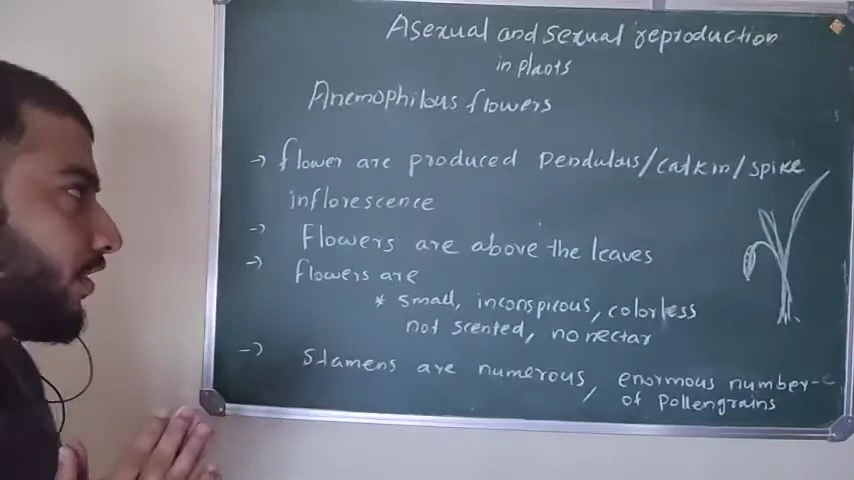 Asexual and sexual reproduction
in plants
Anemophilous flowers
→ flower are produced pendulous/catkin/spike
inflorescence
→ Flowers are above the leaves
→ flowers are
* small, inconspicuous, colorless
not scented, no nectar
→ Stamens are numerous, enormous number
of pollengrains